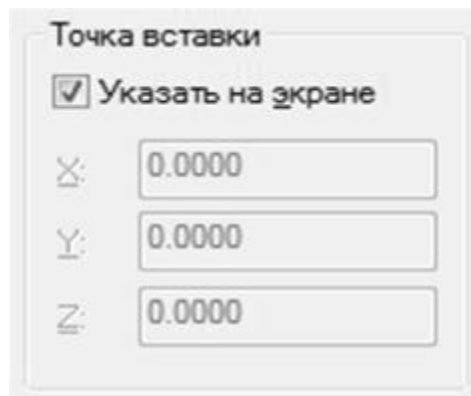 Точка вставки
Указать на экране
X: 0.0000
Y: 0.0000
Z: 0.0000